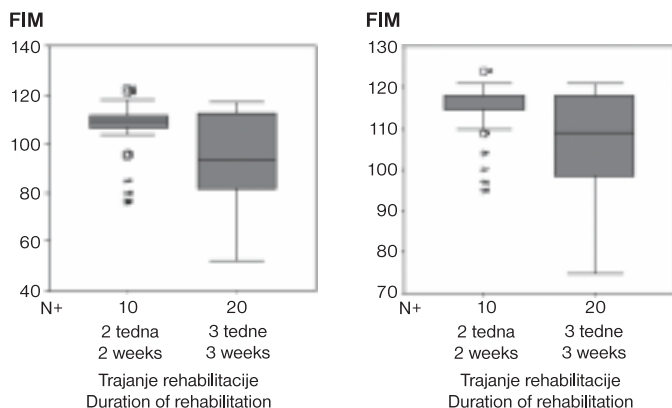 FIM
140
120
100
80
60
40
N+
10
20
2 tedna
3 tedne
2 weeks
3 weeks
Trajanje rehabilitacije
Duration of rehabilitation
FIM
130
120
110
100
90
80
70
N+
10
20
2 tedna
3 tedne
2 weeks
3 weeks
Trajanje rehabilitacije
Duration of rehabilitation